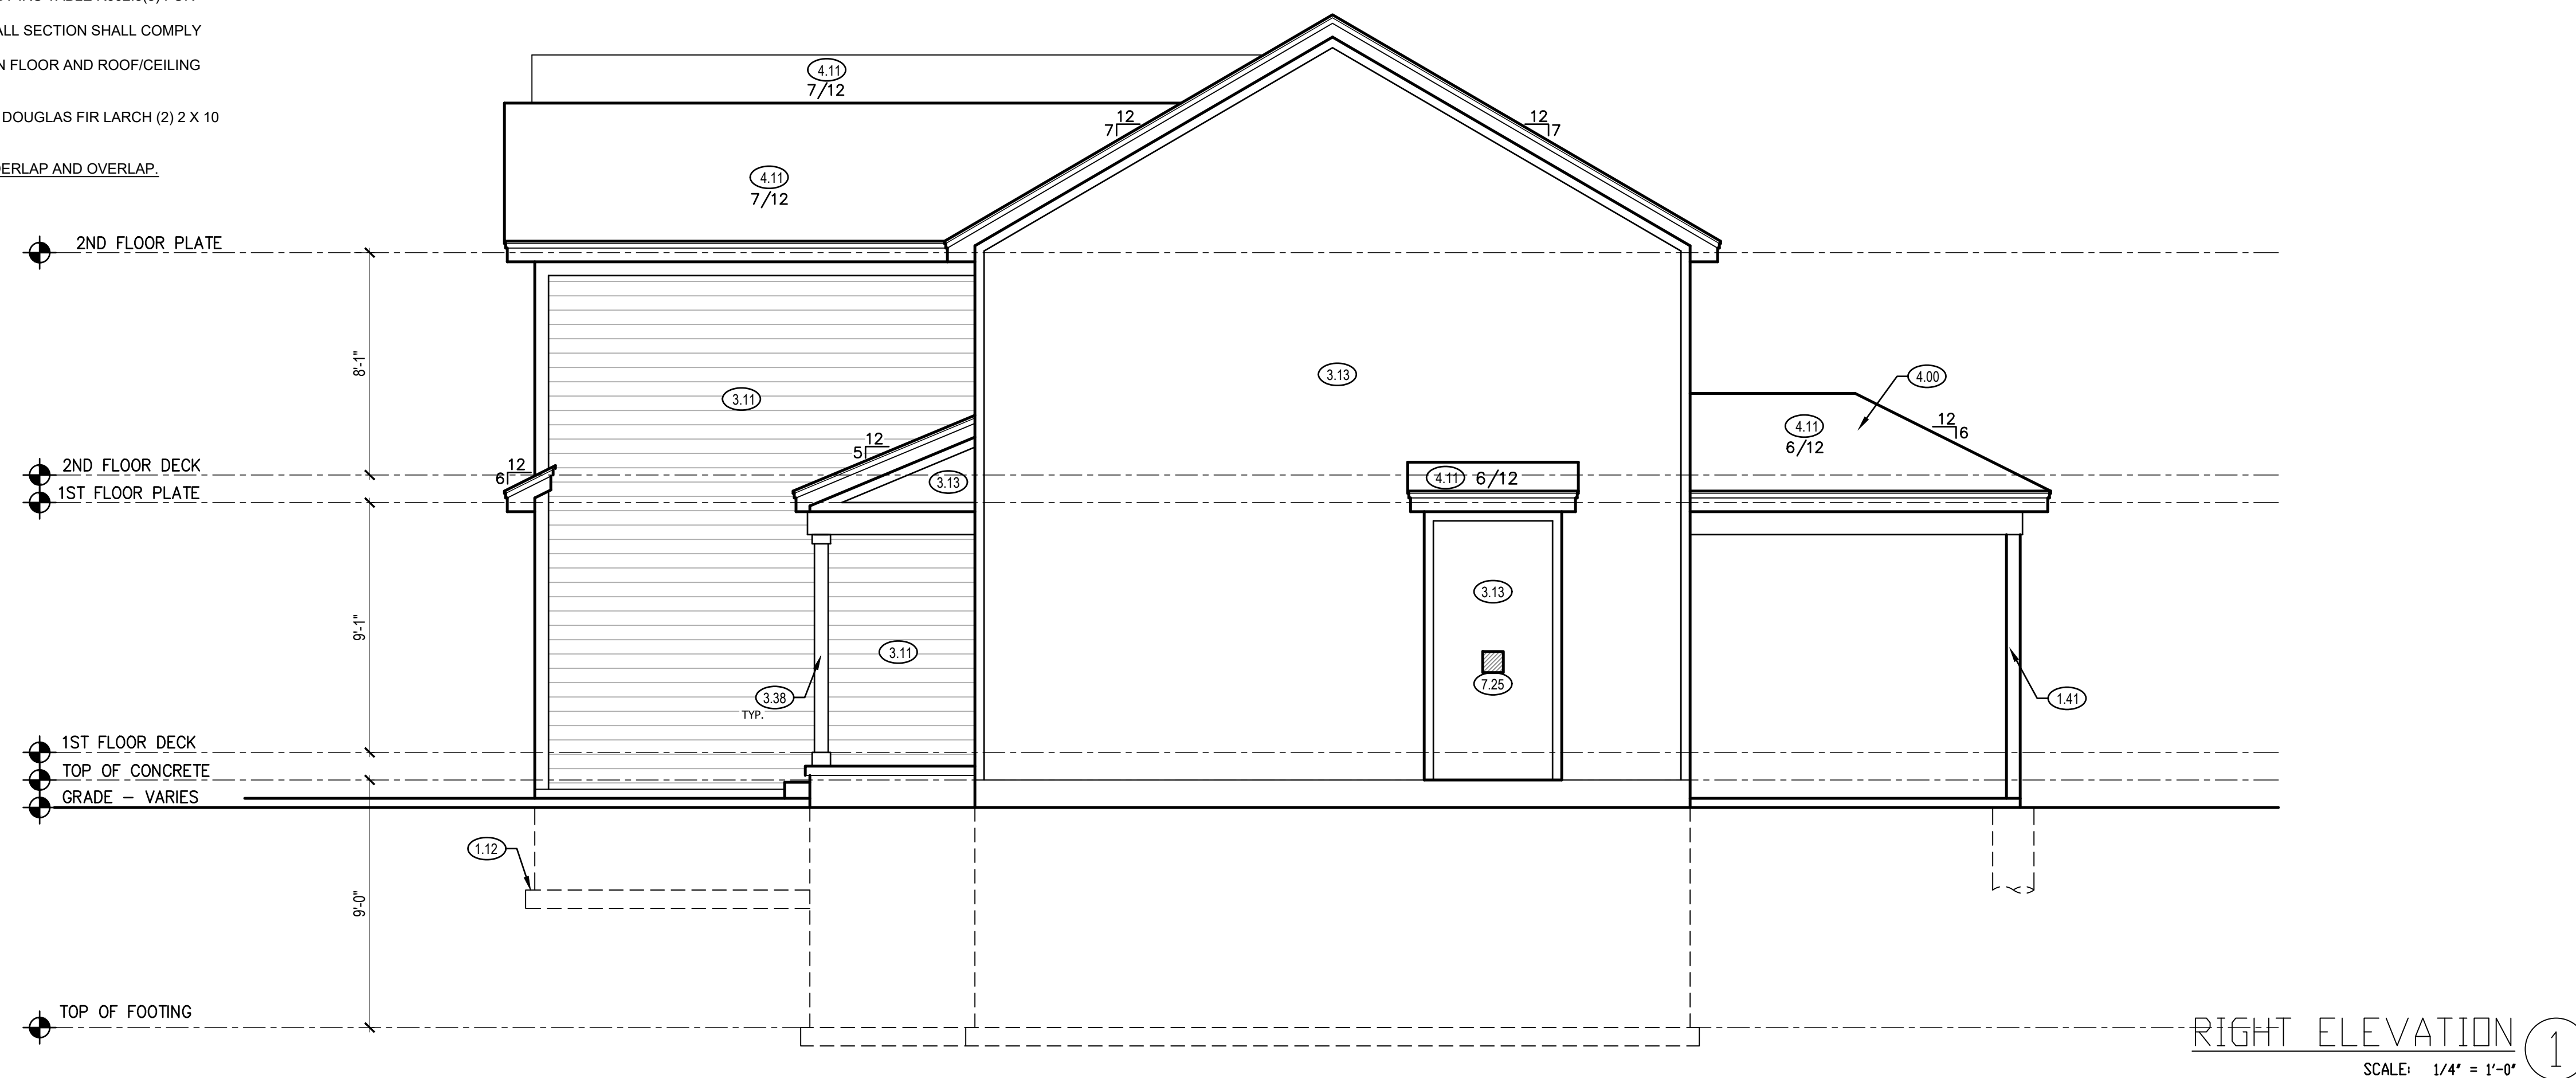 ALL SECTION SHALL COMPLY
FLOOR AND ROOF/CEILING
DOUGLAS FIR LARCH (2) 2 X 10
AND OVERLAP.
4.11
7/12
12
7
12
7
4.11
7/12
2ND FLOOR PLATE
8'-1"
3.11
3.13
4.00
12
5
12
6
4.11
6/12
2ND FLOOR DECK
12
6
3.13
4.11 6/12
1ST FLOOR PLATE
9'-1"
3.13
3.11
7.25
3.38
TYP.
1.41
1ST FLOOR DECK
TOP OF CONCRETE
GRADE - VARIES
1.12
9'-0"
TOP OF FOOTING
RIGHT ELEVATION
1
SCALE: 1/4" = 1'-0"